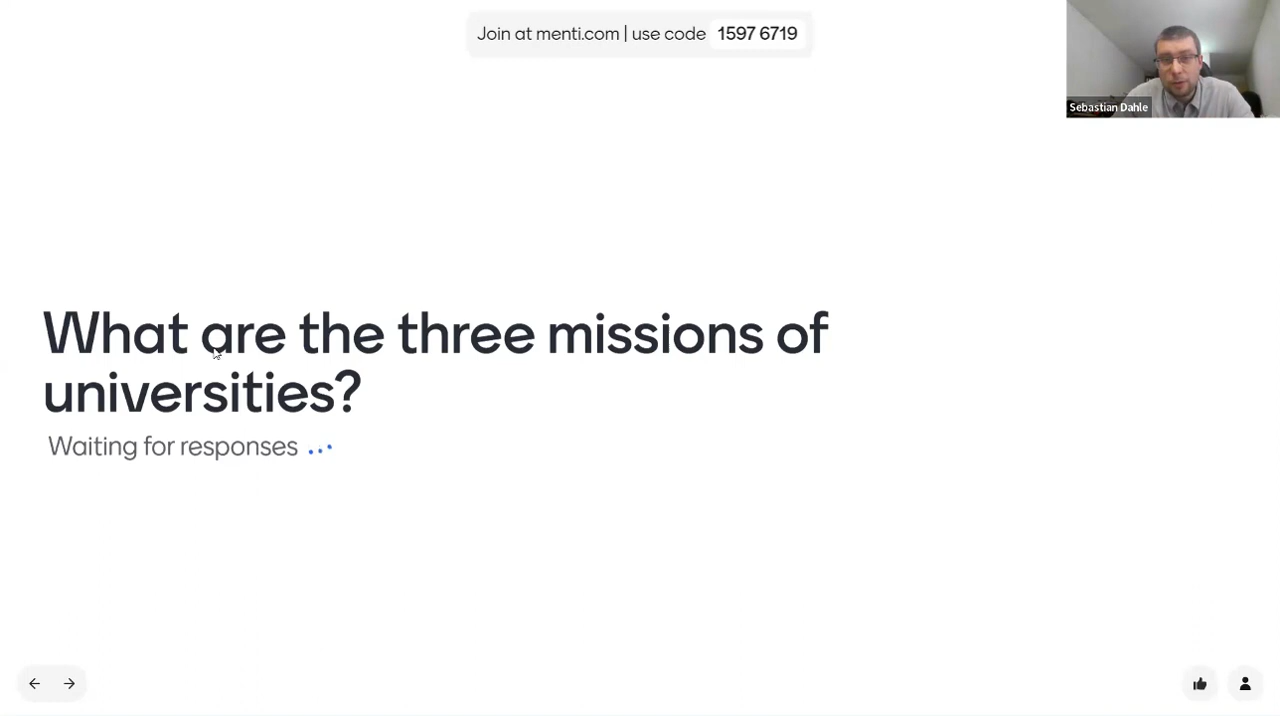 Join at menti.com | use code 1597 6719
Sebastian Dahle
What are the three missions of
universities?
Waiting for responses